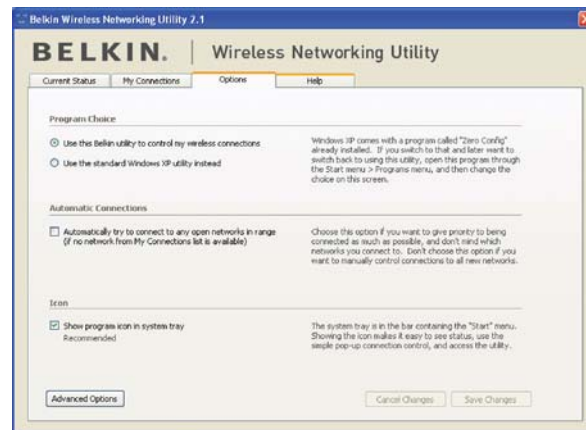 Belkin Wireless Networking Utility 2.1
BELKIN. | Wireless Networking Utility
Current Status My Connections Options Help
Program Choice
Use this Belkin utility to control my wireless connections
Use the standard Windows XP utility instead
Windows XP comes with a program called "Zero Config"
already installed. If you switch to that and later want to
switch back to using this utility, open this program through
the Start menu > Programs menu, and then change the
choice on this screen.
Automatic Connections
Automatically try to connect to any open networks in range
(if no network from My Connections list is available)
Choose this option if you want to give priority to being
connected as much as possible, and don't mind which
networks you connect to. Don't choose this option if you
want to manually control connections to all new networks.
Icon
Show program icon in system tray
Recommended
The system tray is in the bar containing the "Start" menu.
Showing the icon makes it easy to see status, use the
simple pop-up connection control, and access the utility.
Advanced Options Cancel Changes Save Changes